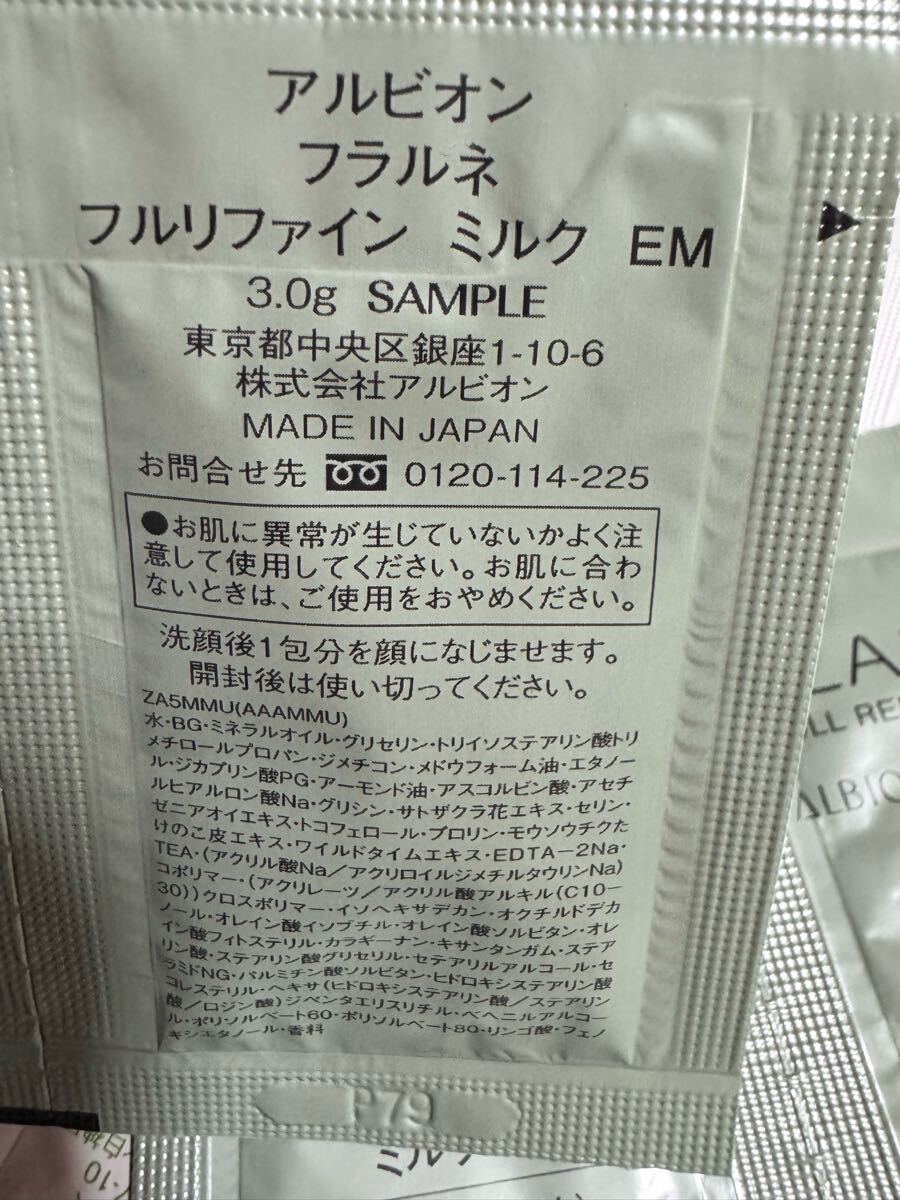 アルビオン
フラルネ
フルリファイン ミルク EM
3.0g SAMPLE
東京都中央区銀座1-10-6
株式会社アルビオン
MADE IN JAPAN
お問合せ先 0120-114-225
●お肌に異常が生じていないかよく注
意して使用してください。お肌に合わ
ないときは、ご使用をおやめください。
洗顔後1包分を顔になじませます。
開封後は使い切ってください。
ZA5MMU(AAAMMU)
水・BG・ミネラルオイル・グリセリン・トリイソステアリン酸トリ
メチロールプロパン・ジメチコン・メドウフォーム油・エタノー
ル・ジカプリン酸PG・アーモンド油・アスコルビン酸・アセチ
ルヒアルロン酸Na・グリシン・サトザクラ花エキス・セリン・
ゼニアオイエキス・トコフェロール・プロリン・モウソウチクた
けのこ皮エキス・ワイルドタイムエキス・EDTA-2Na・
TEA・(アクリル酸Na/アクリロイルジメチルタウリンNa)
コポリマー・(アクリレーツ/アクリル酸アルキル(C10-
30))クロスポリマー・イソヘキサデカン・オクチルドデカ
ノール・オレイン酸イソブチル・オレイン酸ソルビタン・オレ
イン酸フィトステリル・カラギーナン・キサンタンガム・ステア
リン酸・ステアリン酸グリセリル・セテアリルアルコール・セ
ラミドNG・パルミチン酸ソルビタン・ヒドロキシステアリン酸
コレステリル・ヘキサ(ヒドロキシステアリン酸/ステアリン
酸/ロジン酸)ジペンタエリスリチル・ベヘニルアルコー
ル・ポリソルベート60・ポリソルベート80・リンゴ酸・フェノ
キシエタノール・香料
P79
LA
LL RE
ALBIO
ミルク